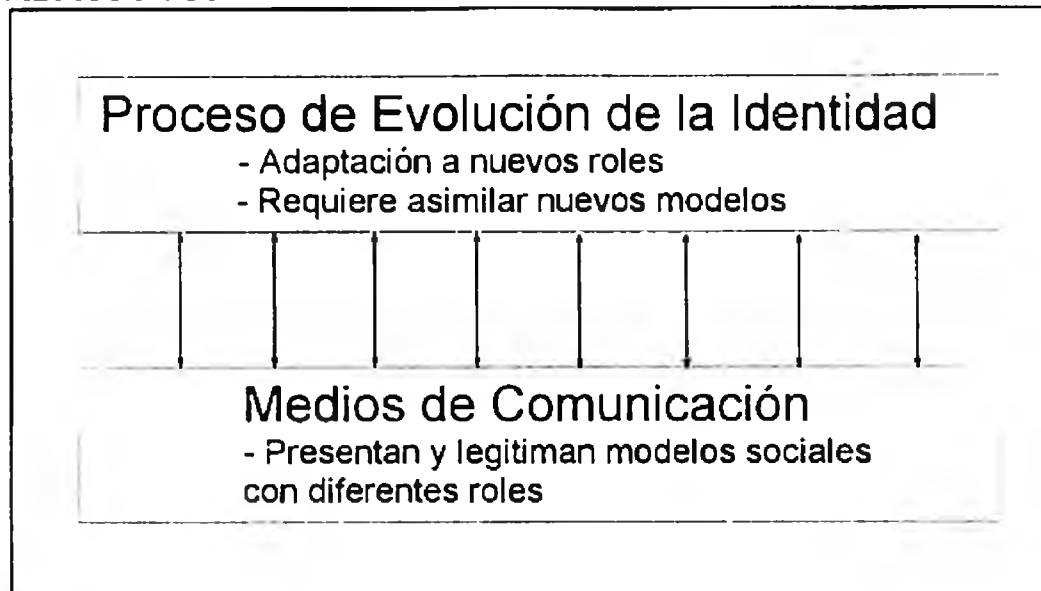 Proceso de Evolución de la Identidad
- Adaptación a nuevos roles
- Requiere asimilar nuevos modelos
Medios de Comunicación
- Presentan y legitiman modelos sociales
con diferentes roles